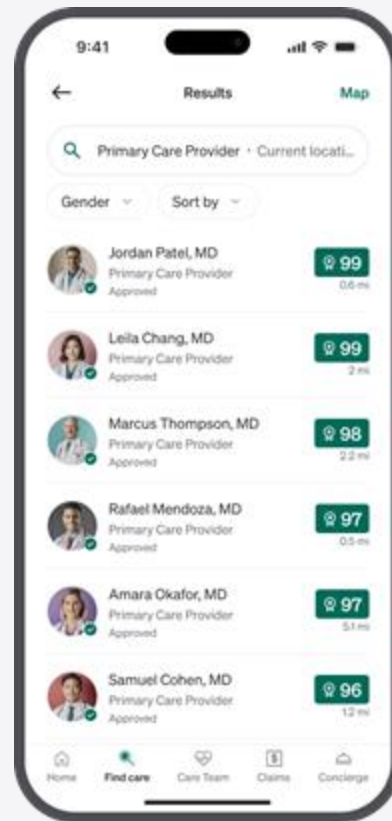 9:41
Results
Map
Primary Care Provider • Current locati...
Gender
Sort by
Jordan Patel, MD
Primary Care Provider
Approved
99
0.6 mi
Leila Chang, MD
Primary Care Provider
Approved
99
2 mi
Marcus Thompson, MD
Primary Care Provider
Approved
98
2.2 mi
Rafael Mendoza, MD
Primary Care Provider
Approved
97
0.5 mi
Amara Okafor, MD
Primary Care Provider
Approved
97
5.1 mi
Samuel Cohen, MD
Primary Care Provider
Approved
96
1.2 mi
Home
Find care
Care Team
Claims
Concierge